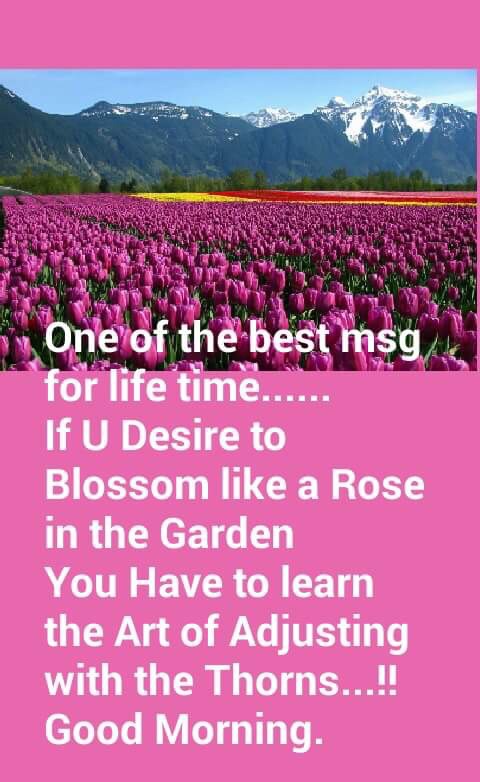 One of the best msg
for life time......
If U Desire to
Blossom like a Rose
in the Garden
You Have to learn
the Art of Adjusting
with the Thorns...!!
Good Morning.